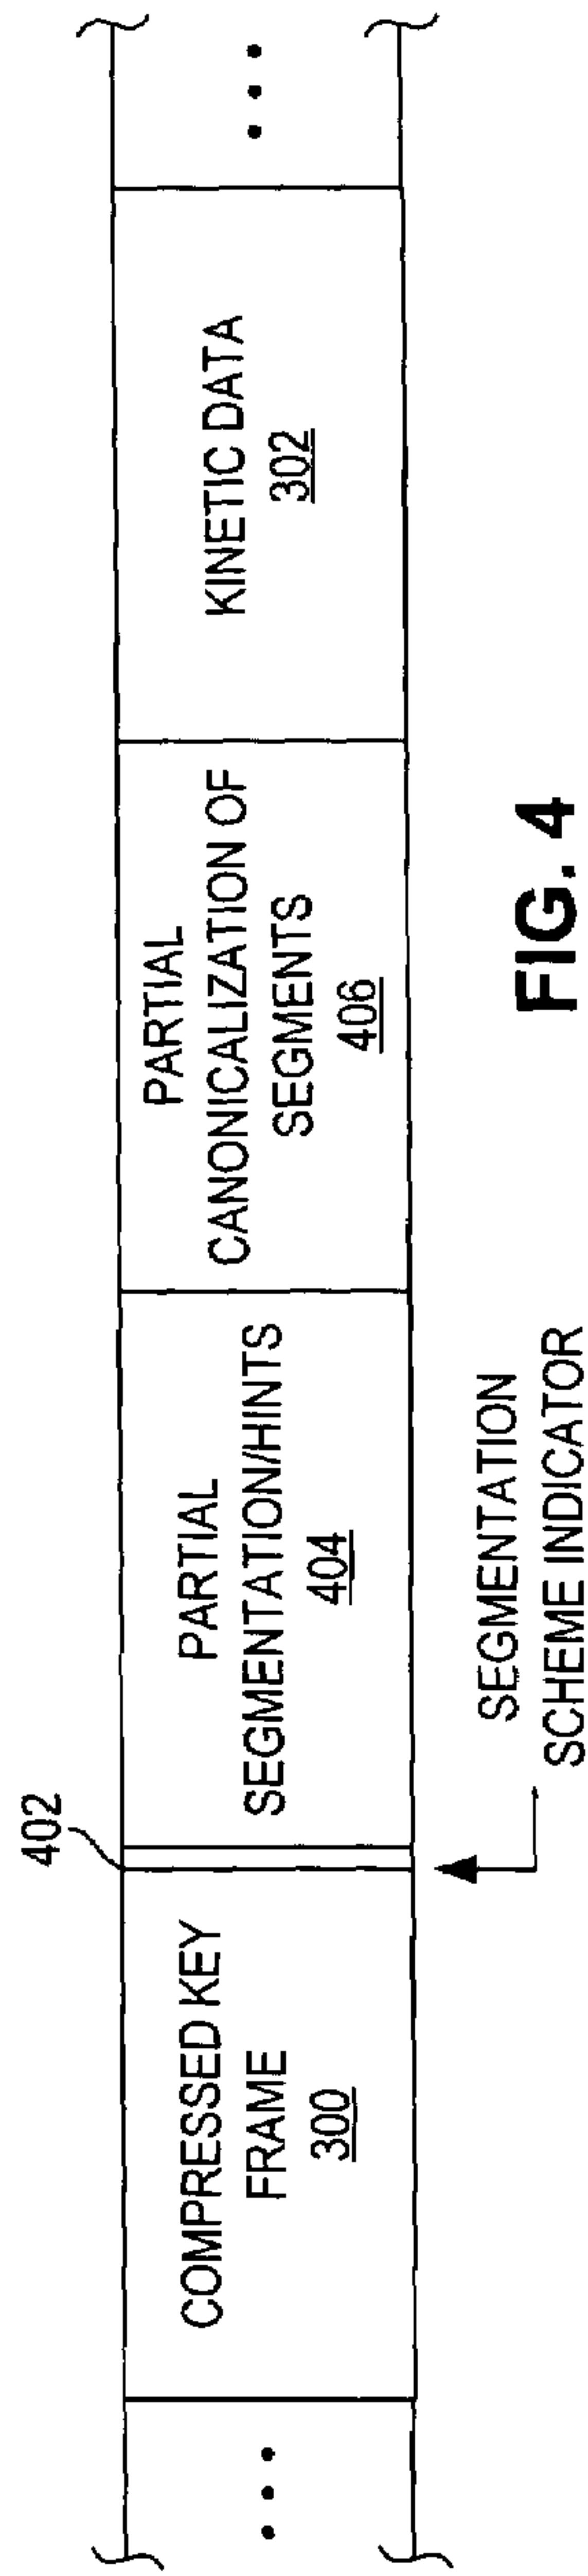 402
COMPRESSED KEY
FRAME
300
PARTIAL
SEGMENTATION/HINTS
404
PARTIAL
CANONICALIZATION OF
SEGMENTS
406
KINETIC DATA
302
SEGMENTATION
SCHEME INDICATOR
FIG. 4